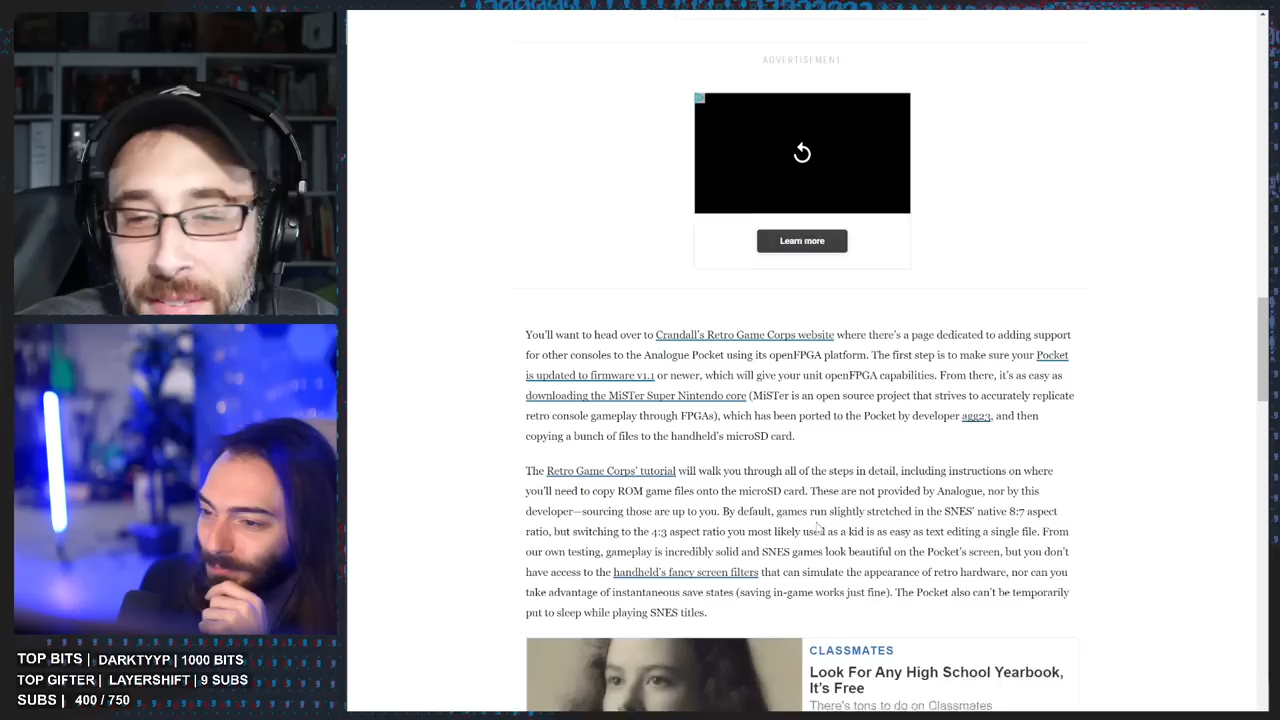 ADVERTISEMENT
Learn more
You'll want to head over to Crandall's Retro Game Corps website where there's a page dedicated to adding support
for other consoles to the Analogue Pocket using its openFPGA platform. The first step is to make sure your Pocket
is updated to firmware v1.1 or newer, which will give your unit openFPGA capabilities. From there, it's as easy as
downloading the MiSTer Super Nintendo core (MiSTer is an open source project that strives to accurately replicate
retro console gameplay through FPGAs), which has been ported to the Pocket by developer agg23, and then
copying a bunch of files to the handheld's microSD card.
The Retro Game Corps' tutorial will walk you through all of the steps in detail, including instructions on where
you'll need to copy ROM game files onto the microSD card. These are not provided by Analogue, nor by this
developer—sourcing those are up to you. By default, games run slightly stretched in the SNES' native 8:7 aspect
ratio, but switching to the 4:3 aspect ratio you most likely used as a kid is as easy as text editing a single file. From
our own testing, gameplay is incredibly solid and SNES games look beautiful on the Pocket's screen, but you don't
have access to the handheld's fancy screen filters that can simulate the appearance of retro hardware, nor can you
take advantage of instantaneous save states (saving in-game works just fine). The Pocket also can't be temporarily
put to sleep while playing SNES titles.
CLASSMATES
Look For Any High School Yearbook,
It's Free
There's tons to do on Classmates
TOP BITS | DARKTYPE | 1000 BITS
TOP GIFTER | LAYERSHIFT | 9 SUBS
SUBS | 400 / 750